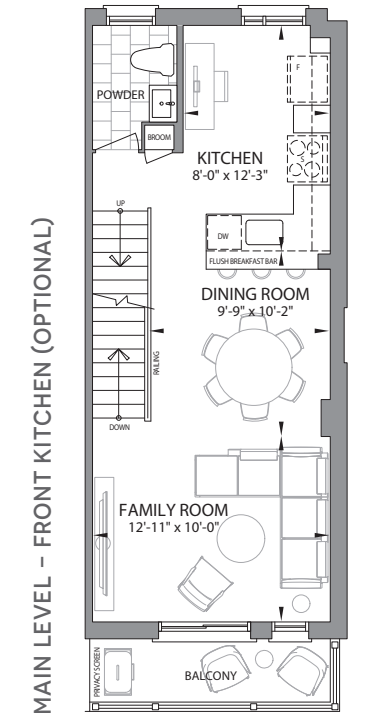 MAIN LEVEL – FRONT KITCHEN (OPTIONAL)
POWDER
BROOM
F
KITCHEN
8'-0" x 12'-3"
S
UP
DW
FLUSH BREAKFAST BAR
DINING ROOM
9'-9" x 10'-2"
RAILING
DOWN
FAMILY ROOM
12'-11" x 10'-0"
PRIVACY SCREEN
BALCONY